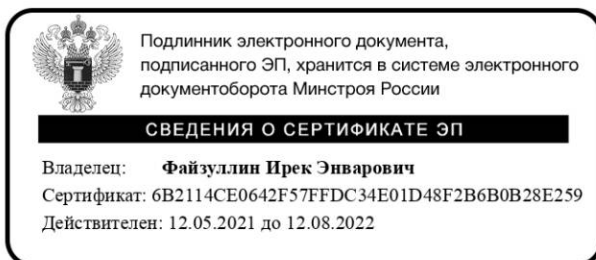 Подлинник электронного документа,
подписанного ЭП, хранится в системе электронного
документооборота Минстроя России
СВЕДЕНИЯ О СЕРТИФИКАТЕ ЭП
Владелец: Файзуллин Ирек Энварович
Сертификат: 6B2114CE0642F57FFDC34E01D48F2B6B0B28E259
Действителен: 12.05.2021 до 12.08.2022